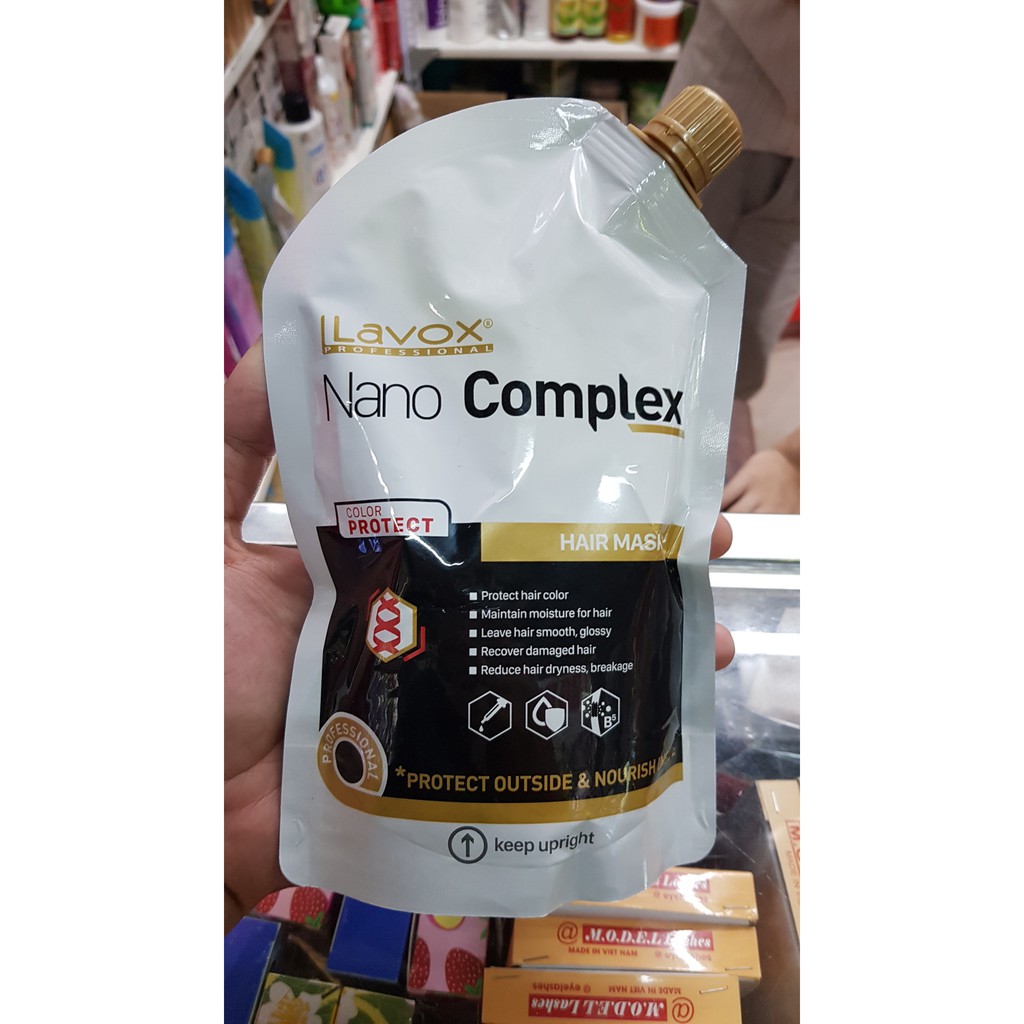 Lavox®
PROFESSIONAL
Nano Complex
COLOR
PROTECT
HAIR MASK
Protect hair color
Maintain moisture for hair
Leave hair smooth, glossy
Recover damaged hair
Reduce hair dryness, breakage
B5
PROFESSIONAL
*PROTECT OUTSIDE & NOURISH
keep upright
@ M.O.D.E.L Lashes
MADE IN VIET NAM
MADE IN VIET NAM
@ eyelashes
M.O.D.E.L Lashes @